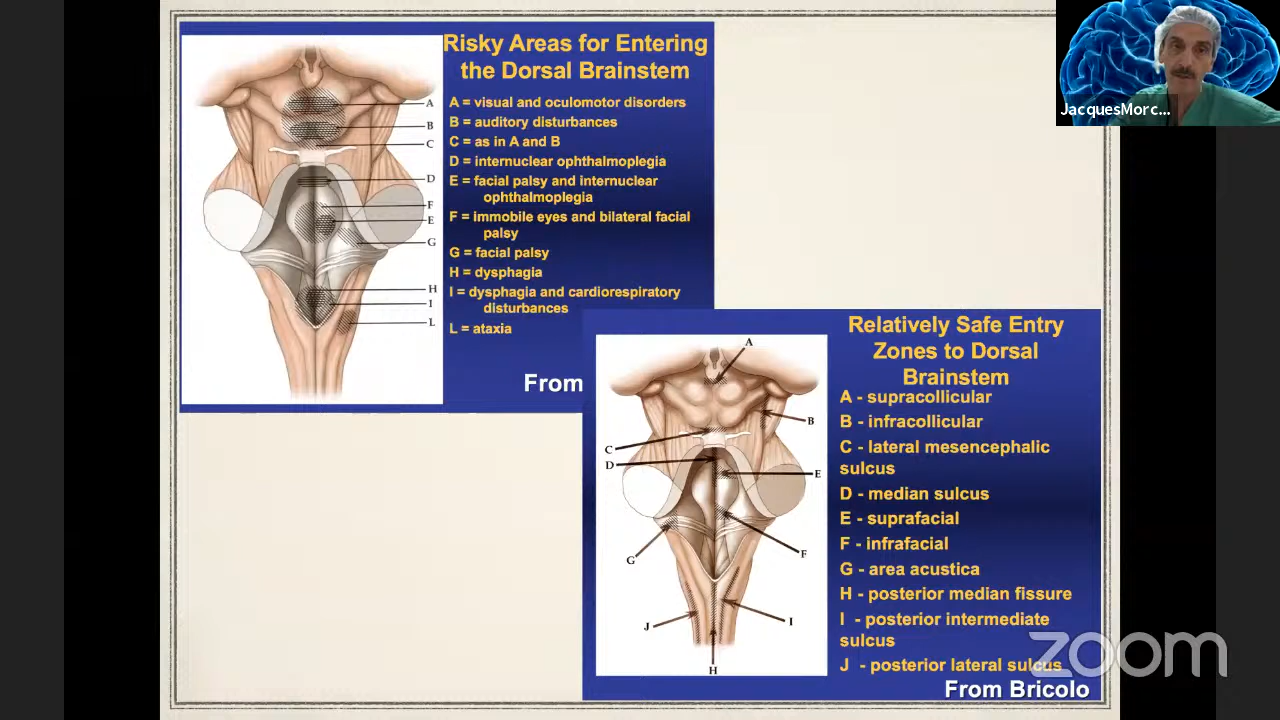 Risky Areas for Entering
the Dorsal Brainstem
A = visual and oculomotor disorders
B = auditory disturbances
C = as in A and B
D = internuclear ophthalmoplegia
E = facial palsy and internuclear
ophthalmoplegia
F = immobile eyes and bilateral facial
palsy
G = facial palsy
H = dysphagia
I = dysphagia and cardiorespiratory
disturbances
L = ataxia
From
A
B
C
D
F
E
G
H
I
L
JacquesMorc...
Relatively Safe Entry
Zones to Dorsal
Brainstem
A - supracollicular
B - infracollicular
C - lateral mesencephalic
sulcus
D - median sulcus
E - suprafacial
F - infrafacial
G - area acustica
H - posterior median fissure
I - posterior intermediate
sulcus
J - posterior lateral sulcus
From Bricolo
A
B
C
D
E
F
G
I
J
H
zoom